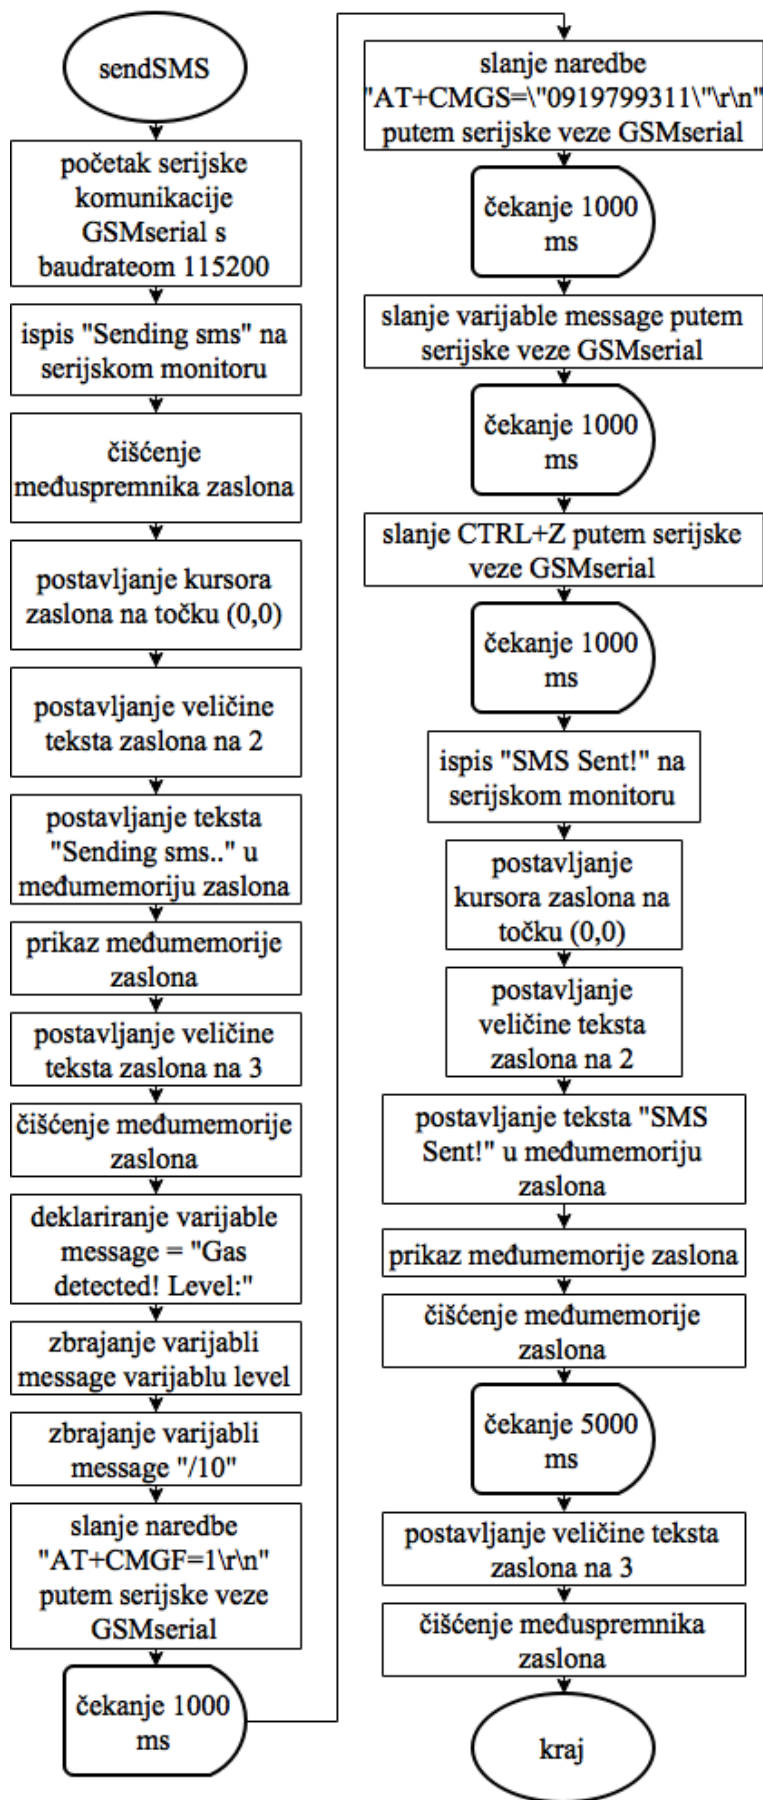 sendSMS
početak serijske
komunikacije
GSMserial s
baudrateom 115200
ispis "Sending sms" na
serijskom monitoru
čišćenje
međuspremnika zaslona
postavljanje kursora
zaslona na točku (0,0)
postavljanje veličine
teksta zaslona na 2
postavljanje teksta
"Sending sms.." u
međumemoriju zaslona
prikaz međumemorije
zaslona
postavljanje veličine
teksta zaslona na 3
čišćenje međumemorije
zaslona
deklariranje varijable
message = "Gas
detected! Level:"
zbrajanje varijabli
message varijablu level
zbrajanje varijabli
message "/10"
slanje naredbe
"AT+CMGF=1\r\n"
putem serijske veze
GSMserial
čekanje 1000
ms
slanje naredbe
"AT+CMGS=\"0919799311\"\r\n"
putem serijske veze GSMserial
čekanje 1000
ms
slanje varijable message putem
serijske veze GSMserial
čekanje 1000
ms
slanje CTRL+Z putem serijske
veze GSMserial
čekanje 1000
ms
ispis "SMS Sent!" na
serijskom monitoru
postavljanje
kursora zaslona na
točku (0,0)
postavljanje
veličine teksta
zaslona na 2
postavljanje teksta "SMS
Sent!" u međumemoriju
zaslona
prikaz međumemorije zaslona
čišćenje međumemorije
zaslona
čekanje 5000
ms
postavljanje veličine teksta
zaslona na 3
čišćenje međuspremnika
zaslona
kraj